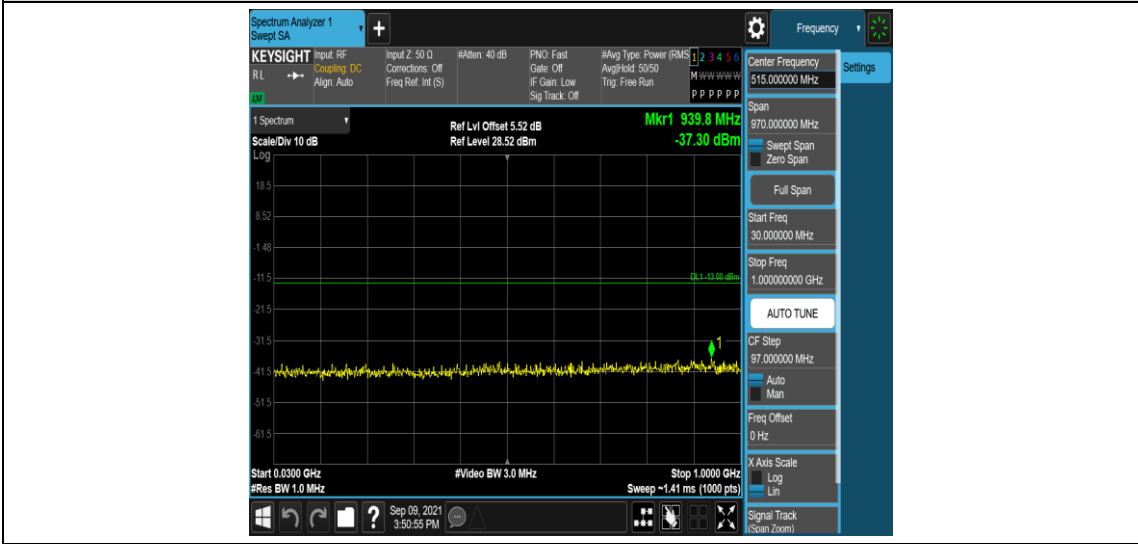 Spectrum Analyzer 1
Swept SA
Frequency
KEYSIGHT
RL
LXI
Input: RF
Coupling: DC
Align: Auto
Input Z: 50 Ω
Corrections: Off
Freq Ref: Int (S)
#Atten: 40 dB
PNO: Fast
Gate: Off
IF Gain: Low
Sig Track: Off
#Avg Type: Power (RMS
Avg|Hold: 50/50
Trig: Free Run
1 2 3 4 5 6
M W W W W W
P P P P P P
Settings
1 Spectrum
Scale/Div 10 dB
Log
Ref Lvl Offset 5.52 dB
Ref Level 28.52 dBm
Mkr1 939.8 MHz
-37.30 dBm
18.5
8.52
-1.48
-11.5
DL1 -13.00 dBm
-21.5
-31.5
1
-41.5
-51.5
-61.5
Start 0.0300 GHz
#Video BW 3.0 MHz
Stop 1.0000 GHz
#Res BW 1.0 MHz
Sweep ~1.41 ms (1000 pts)
Center Frequency
515.000000 MHz
Span
970.000000 MHz
Swept Span
Zero Span
Full Span
Start Freq
30.000000 MHz
Stop Freq
1.000000000 GHz
AUTO TUNE
CF Step
97.000000 MHz
Auto
Man
Freq Offset
0 Hz
X Axis Scale
Log
Lin
Signal Track
(Span Zoom)
?
Sep 09, 2021
3:50:55 PM